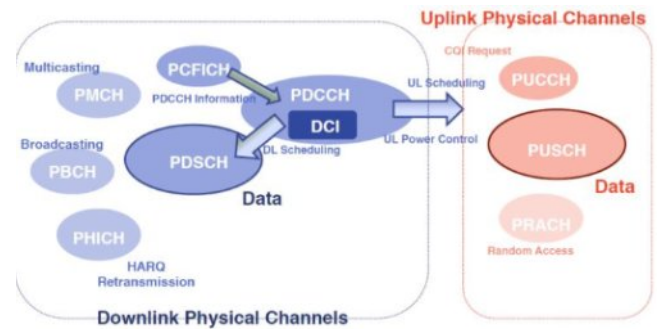 Uplink Physical Channels
Multicasting
PMCH
PCFICH
PDCCH Information
PDCCH
DCI
UL Scheduling
CQI Request
PUCCH
Broadcasting
PBCH
PDSCH
DL Scheduling
UL Power Control
PUSCH
Data
Data
PHICH
HARQ
Retransmission
PRACH
Random Access
Downlink Physical Channels